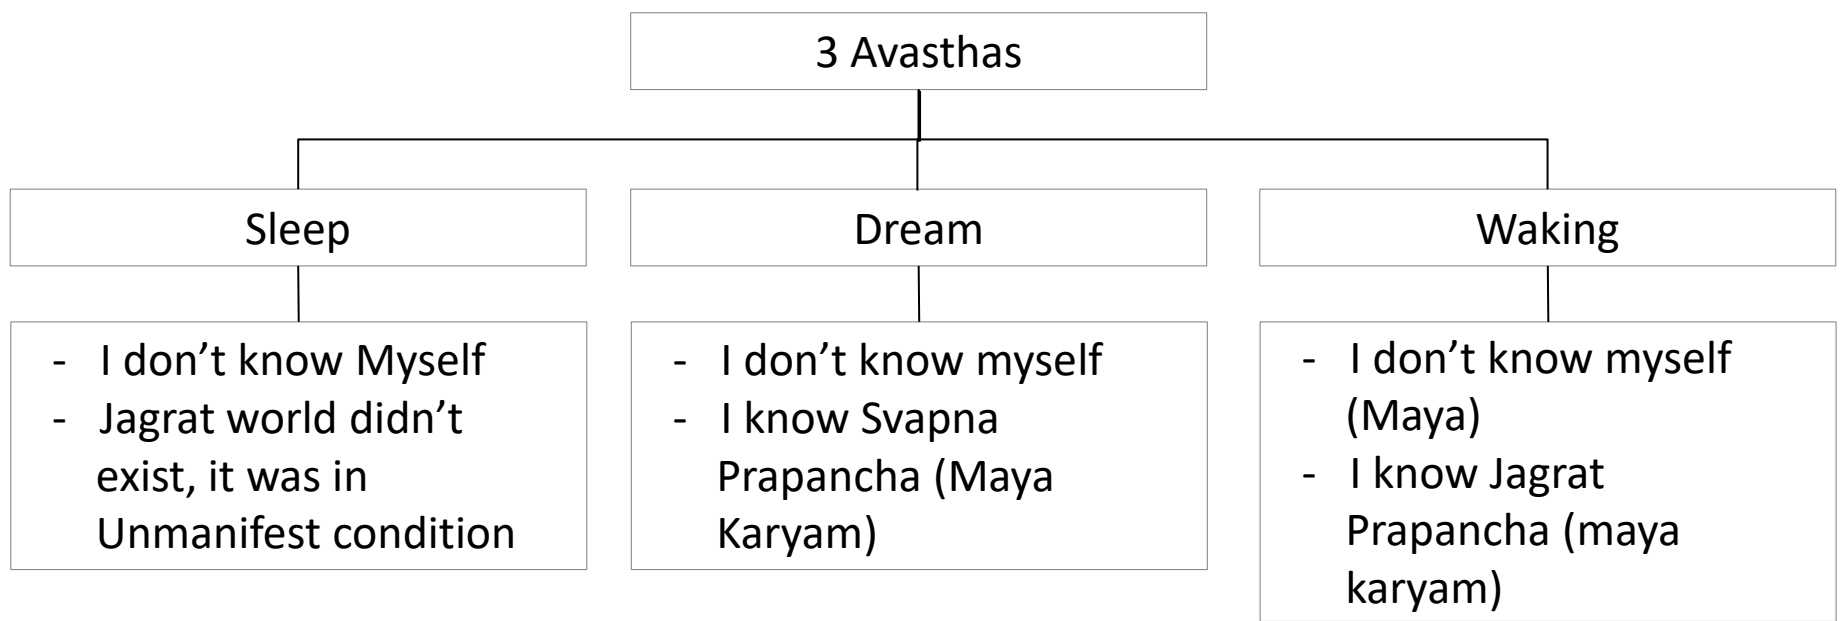 3 Avasthas
Sleep
Dream
Waking
- I don’t know Myself
- Jagrat world didn’t
exist, it was in
Unmanifest condition
- I don’t know myself
- I know Svapna
Prapancha (Maya
Karyam)
- I don’t know myself
(Maya)
- I know Jagrat
Prapancha (maya
karyam)